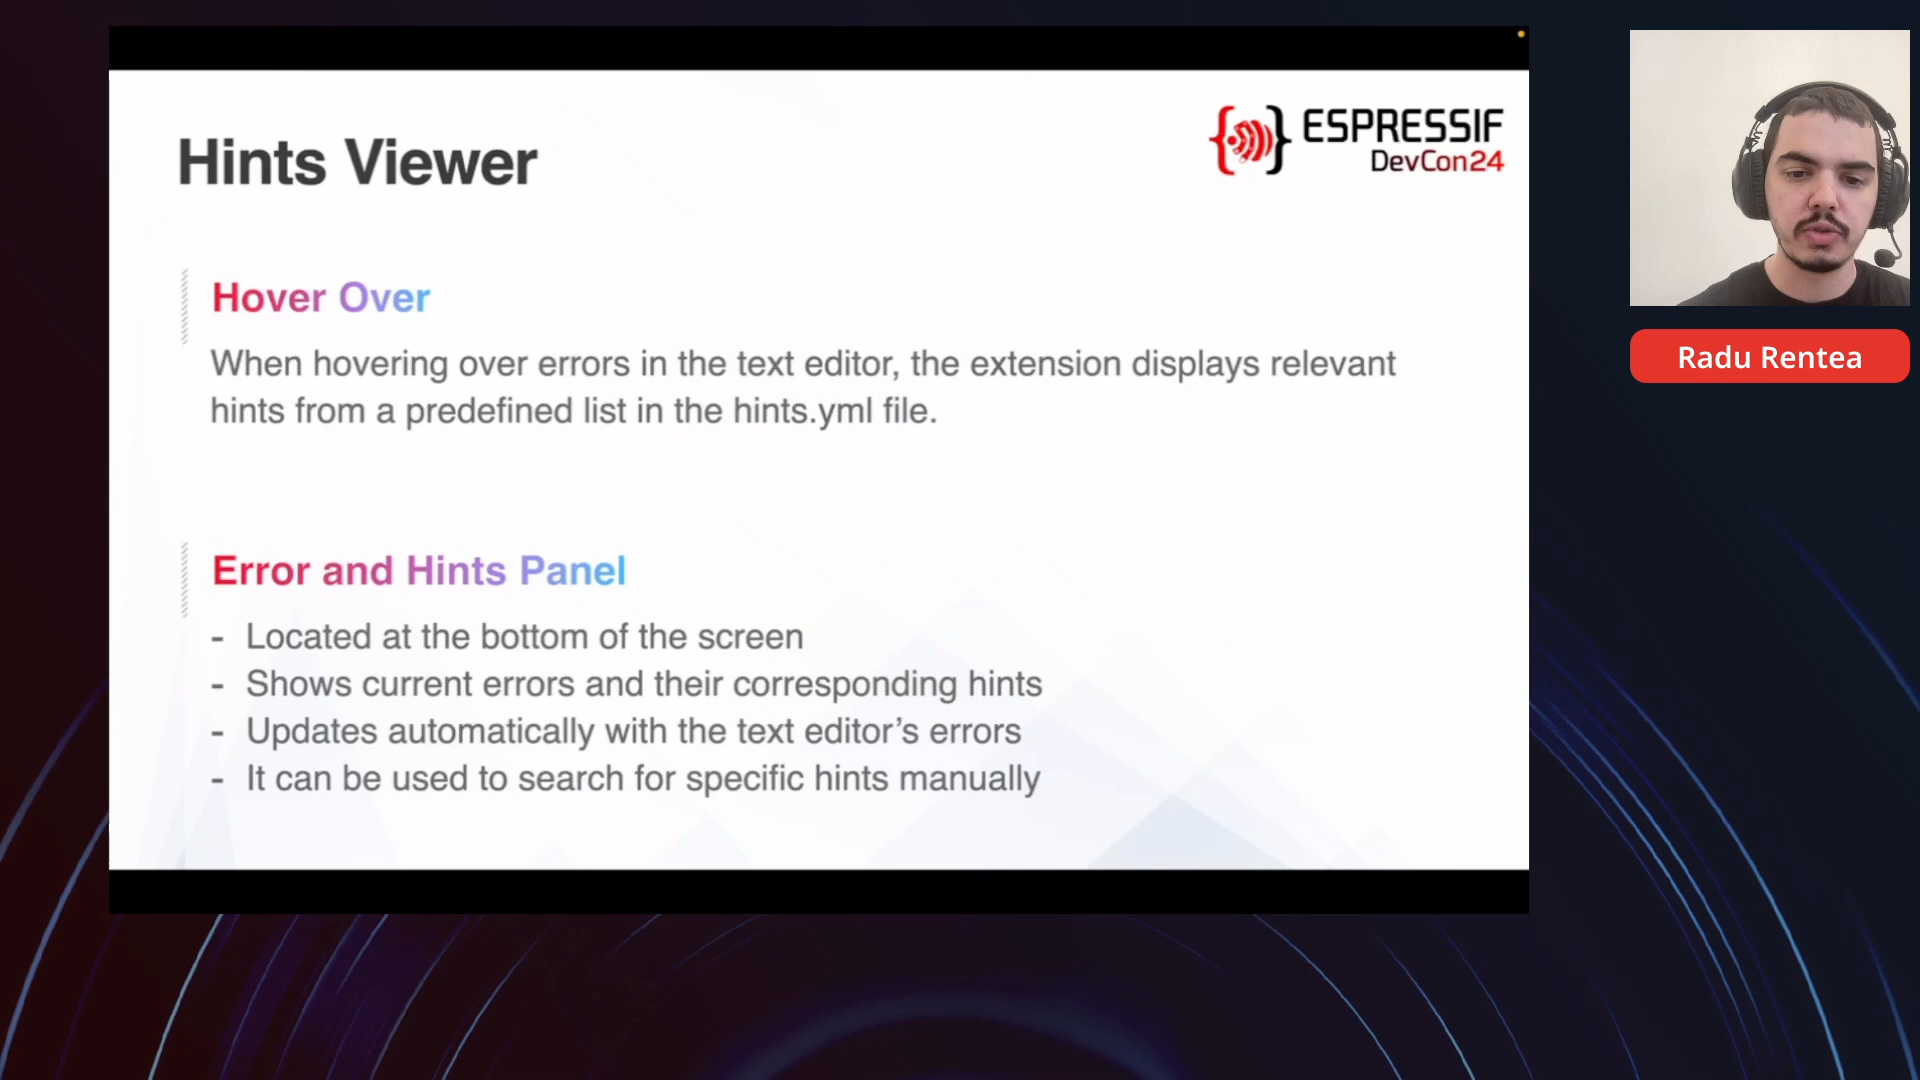 Hints Viewer
ESPRESSIF
DevCon24
Hover Over
When hovering over errors in the text editor, the extension displays relevant
hints from a predefined list in the hints.yml file.
Error and Hints Panel
- Located at the bottom of the screen
- Shows current errors and their corresponding hints
- Updates automatically with the text editor’s errors
- It can be used to search for specific hints manually
Radu Rentea